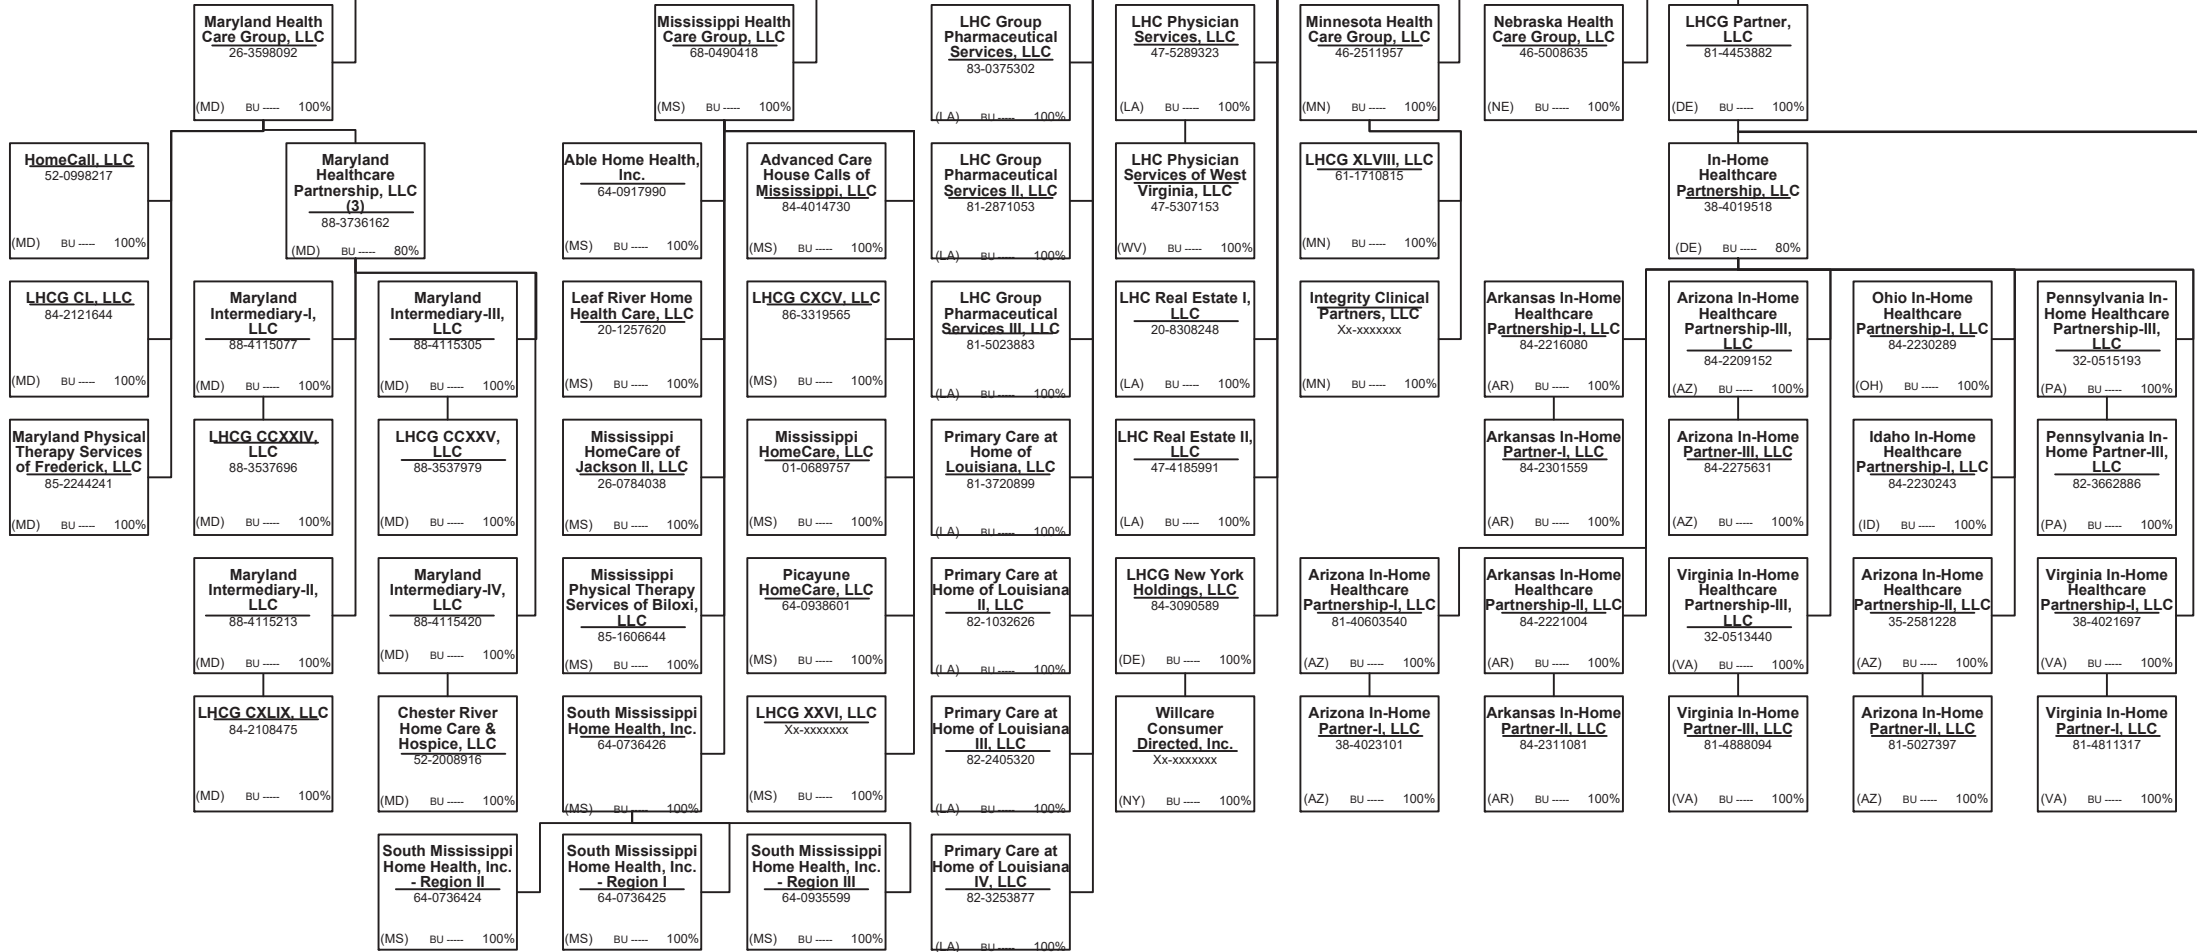 Maryland Health
Care Group, LLC
26-3598092
(MD) BU ----- 100%
Mississippi Health
Care Group, LLC
68-0490418
(MS) BU ----- 100%
LHC Group
Pharmaceutical
Services, LLC
83-0375302
(LA) BU ----- 100%
LHC Physician
Services, LLC
47-5289323
(LA) BU ----- 100%
Minnesota Health
Care Group, LLC
46-2511957
(MN) BU ----- 100%
Nebraska Health
Care Group, LLC
46-5008635
(NE) BU ----- 100%
LHCG Partner,
LLC
81-4453882
(DE) BU ----- 100%
HomeCall, LLC
52-0998217
(MD) BU ----- 100%
Maryland
Healthcare
Partnership, LLC
(3)
88-3736162
(MD) BU ----- 80%
Able Home Health,
Inc.
64-0917990
(MS) BU ----- 100%
Advanced Care
House Calls of
Mississippi, LLC
84-4014730
(MS) BU ----- 100%
LHC Group
Pharmaceutical
Services II, LLC
81-2871053
(LA) BU ----- 100%
LHC Physician
Services of West
Virginia, LLC
47-5307153
(WV) BU ----- 100%
LHCG XLVIII, LLC
61-1710815
(MN) BU ----- 100%
In-Home
Healthcare
Partnership, LLC
38-4019518
(DE) BU ----- 80%
LHCG CL, LLC
84-2121644
(MD) BU ----- 100%
Maryland
Intermediary-I,
LLC
88-4115077
(MD) BU ----- 100%
Maryland
Intermediary-III,
LLC
88-4115305
(MD) BU ----- 100%
Leaf River Home
Health Care, LLC
20-1257620
(MS) BU ----- 100%
LHCG CXCV, LLC
86-3319565
(MS) BU ----- 100%
LHC Group
Pharmaceutical
Services III, LLC
81-5023883
(LA) BU ----- 100%
LHC Real Estate I,
LLC
20-8308248
(LA) BU ----- 100%
Integrity Clinical
Partners, LLC
Xx-xxxxxxx
(MN) BU ----- 100%
Arkansas In-Home
Healthcare
Partnership-I, LLC
84-2216080
(AR) BU ----- 100%
Arizona In-Home
Healthcare
Partnership-III,
LLC
84-2209152
(AZ) BU ----- 100%
Ohio In-Home
Healthcare
Partnership-I, LLC
84-2230289
(OH) BU ----- 100%
Pennsylvania In-
Home Healthcare
Partnership-III,
LLC
32-0515193
(PA) BU ----- 100%
Maryland Physical
Therapy Services
of Frederick, LLC
85-2244241
(MD) BU ----- 100%
LHCG CCXXIV,
LLC
88-3537696
(MD) BU ----- 100%
LHCG CCXXV,
LLC
88-3537979
(MD) BU ----- 100%
Mississippi
HomeCare of
Jackson II, LLC
26-0784038
(MS) BU ----- 100%
Mississippi
HomeCare, LLC
01-0689757
(MS) BU ----- 100%
Primary Care at
Home of
Louisiana, LLC
81-3720899
(LA) BU ----- 100%
LHC Real Estate II,
LLC
47-4185991
(LA) BU ----- 100%
Arkansas In-Home
Partner-I, LLC
84-2301559
(AR) BU ----- 100%
Arizona In-Home
Partner-III, LLC
84-2275631
(AZ) BU ----- 100%
Idaho In-Home
Healthcare
Partnership-I, LLC
84-2230243
(ID) BU ----- 100%
Pennsylvania In-
Home Partner-III,
LLC
82-3662886
(PA) BU ----- 100%
Maryland
Intermediary-II,
LLC
88-4115213
(MD) BU ----- 100%
Maryland
Intermediary-IV,
LLC
88-4115420
(MD) BU ----- 100%
Mississippi
Physical Therapy
Services of Biloxi,
LLC
85-1606644
(MS) BU ----- 100%
Picayune
HomeCare, LLC
64-0938601
(MS) BU ----- 100%
Primary Care at
Home of Louisiana
II, LLC
82-1032626
(LA) BU ----- 100%
LHCG New York
Holdings, LLC
84-3090589
(DE) BU ----- 100%
Arizona In-Home
Healthcare
Partnership-I, LLC
81-40603540
(AZ) BU ----- 100%
Arkansas In-Home
Healthcare
Partnership-II, LLC
84-2221004
(AR) BU ----- 100%
Virginia In-Home
Healthcare
Partnership-III,
LLC
32-0513440
(VA) BU ----- 100%
Arizona In-Home
Healthcare
Partnership-II, LLC
35-2581228
(AZ) BU ----- 100%
Virginia In-Home
Healthcare
Partnership-I, LLC
38-4021697
(VA) BU ----- 100%
LHCG CXLIX, LLC
84-2108475
(MD) BU ----- 100%
Chester River
Home Care &
Hospice, LLC
52-2008916
(MD) BU ----- 100%
South Mississippi
Home Health, Inc.
64-0736426
(MS) BU ----- 100%
LHCG XXVI, LLC
Xx-xxxxxxx
(MS) BU ----- 100%
Primary Care at
Home of Louisiana
III, LLC
82-2405320
(LA) BU ----- 100%
Willcare
Consumer
Directed, Inc.
Xx-xxxxxxx
(NY) BU ----- 100%
Arizona In-Home
Partner-I, LLC
38-4023101
(AZ) BU ----- 100%
Arkansas In-Home
Partner-II, LLC
84-2311081
(AR) BU ----- 100%
Virginia In-Home
Partner-III, LLC
81-4888094
(VA) BU ----- 100%
Arizona In-Home
Partner-II, LLC
81-5027397
(AZ) BU ----- 100%
Virginia In-Home
Partner-I, LLC
81-4811317
(VA) BU ----- 100%
South Mississippi
Home Health, Inc.
- Region II
64-0736424
(MS) BU ----- 100%
South Mississippi
Home Health, Inc.
- Region I
64-0736425
(MS) BU ----- 100%
South Mississippi
Home Health, Inc.
- Region III
64-0935599
(MS) BU ----- 100%
Primary Care at
Home of Louisiana
IV, LLC
82-3253877
(LA) BU ----- 100%